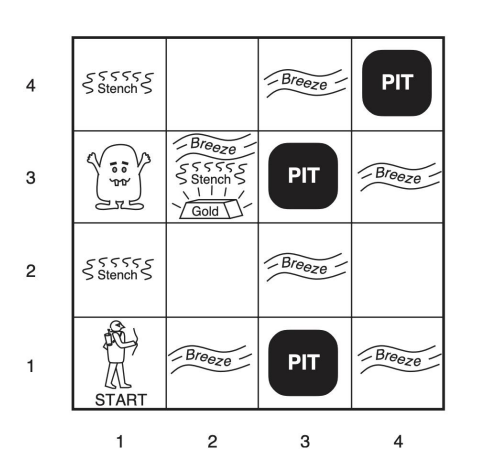 4
Stench
Breeze
PIT
3
Breeze
Stench
Gold
PIT
Breeze
2
Stench
Breeze
1
START
Breeze
PIT
Breeze
1 2 3 4